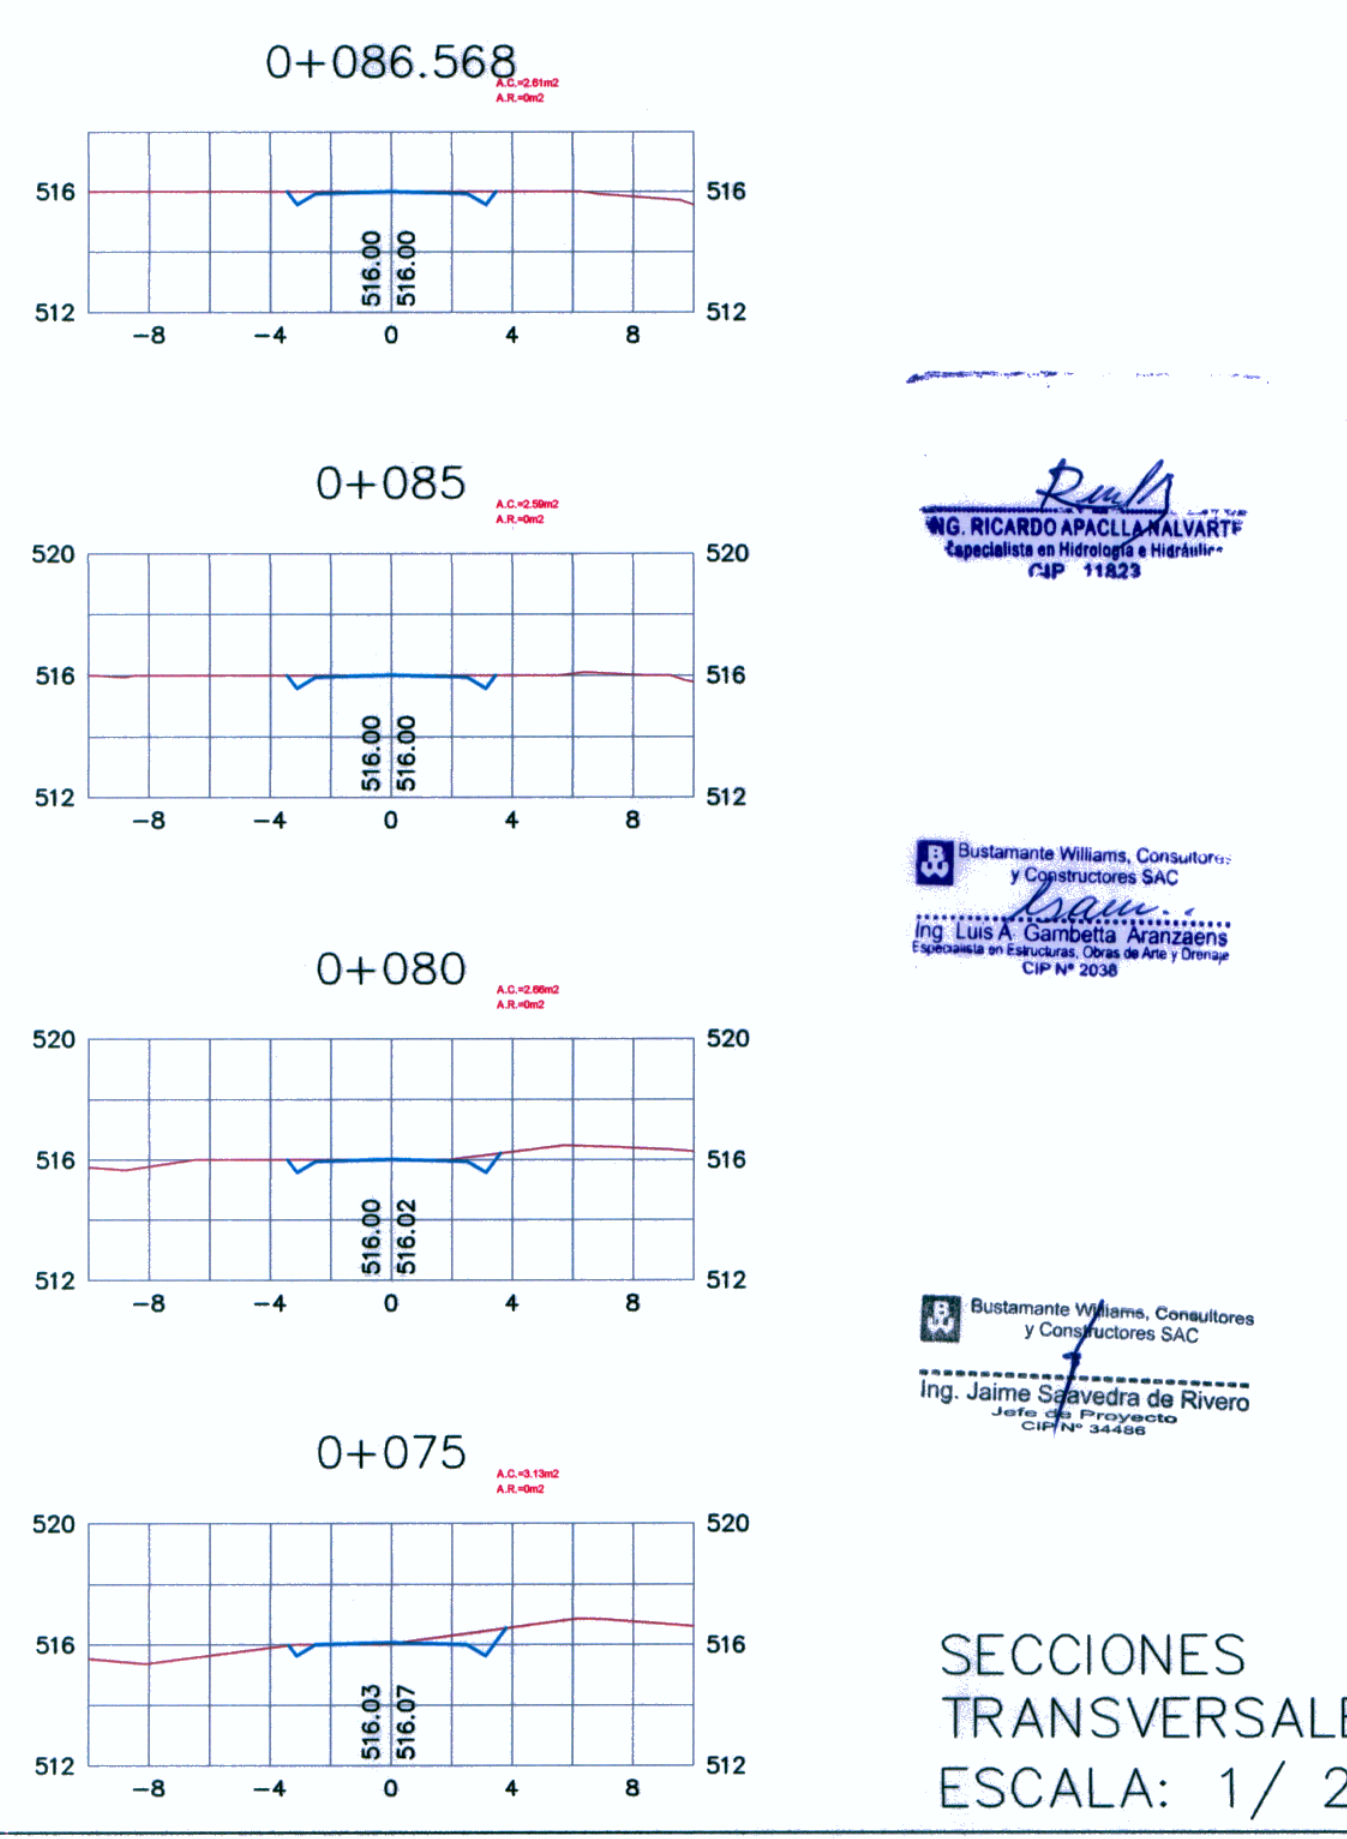 0+086.568
A.C.=2.61m2
A.R.=0m2
516 516
516.00 516.00
512 512
-8 -4 0 4 8
0+085
A.C.=2.59m2
A.R.=0m2
520 520
516 516
516.00 516.00
512 512
-8 -4 0 4 8
0+080
A.C.=2.66m2
A.R.=0m2
520 520
516 516
516.00 516.02
512 512
-8 -4 0 4 8
0+075
A.C.=3.13m2
A.R.=0m2
520 520
516 516
516.03 516.07
512 512
-8 -4 0 4 8
ING. RICARDO APACLLA NALVARTE
Especialista en Hidrología e Hidráulica
CIP 11823
BW
Bustamante Williams, Consultores
y Constructores SAC
Ing. Luis A. Gambetta Aranzaens
Especialista en Estructuras, Obras de Arte y Drenaje
CIP Nº 2038
BW
Bustamante Williams, Consultores
y Constructores SAC
Ing. Jaime Saavedra de Rivero
Jefe de Proyecto
CIP Nº 34486
SECCIONES
TRANSVERSALE
ESCALA: 1/ 2